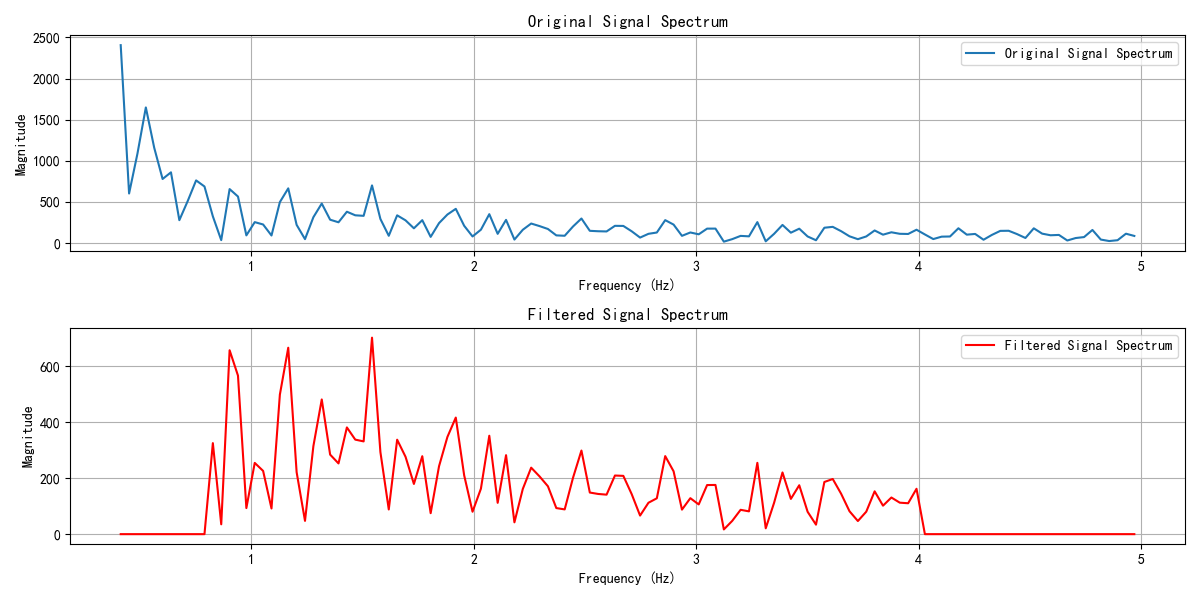 Original Signal Spectrum
2500
2000
1500
1000
500
0
Magnitude
Original Signal Spectrum
1 2 3 4 5
Frequency (Hz)
Filtered Signal Spectrum
600
400
200
0
Magnitude
Filtered Signal Spectrum
1 2 3 4 5
Frequency (Hz)